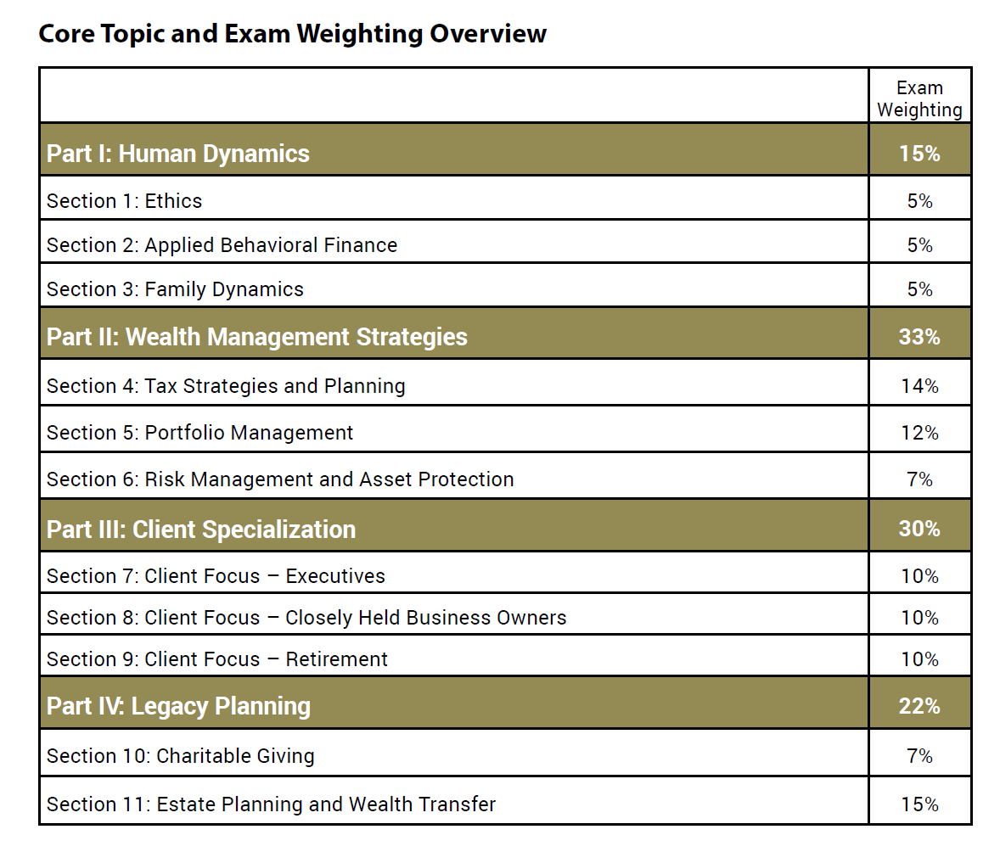 Core Topic and Exam Weighting Overview
Exam
Weighting
Part I: Human Dynamics 15%
Section 1: Ethics 5%
Section 2: Applied Behavioral Finance 5%
Section 3: Family Dynamics 5%
Part II: Wealth Management Strategies 33%
Section 4: Tax Strategies and Planning 14%
Section 5: Portfolio Management 12%
Section 6: Risk Management and Asset Protection 7%
Part III: Client Specialization 30%
Section 7: Client Focus – Executives 10%
Section 8: Client Focus – Closely Held Business Owners 10%
Section 9: Client Focus – Retirement 10%
Part IV: Legacy Planning 22%
Section 10: Charitable Giving 7%
Section 11: Estate Planning and Wealth Transfer 15%